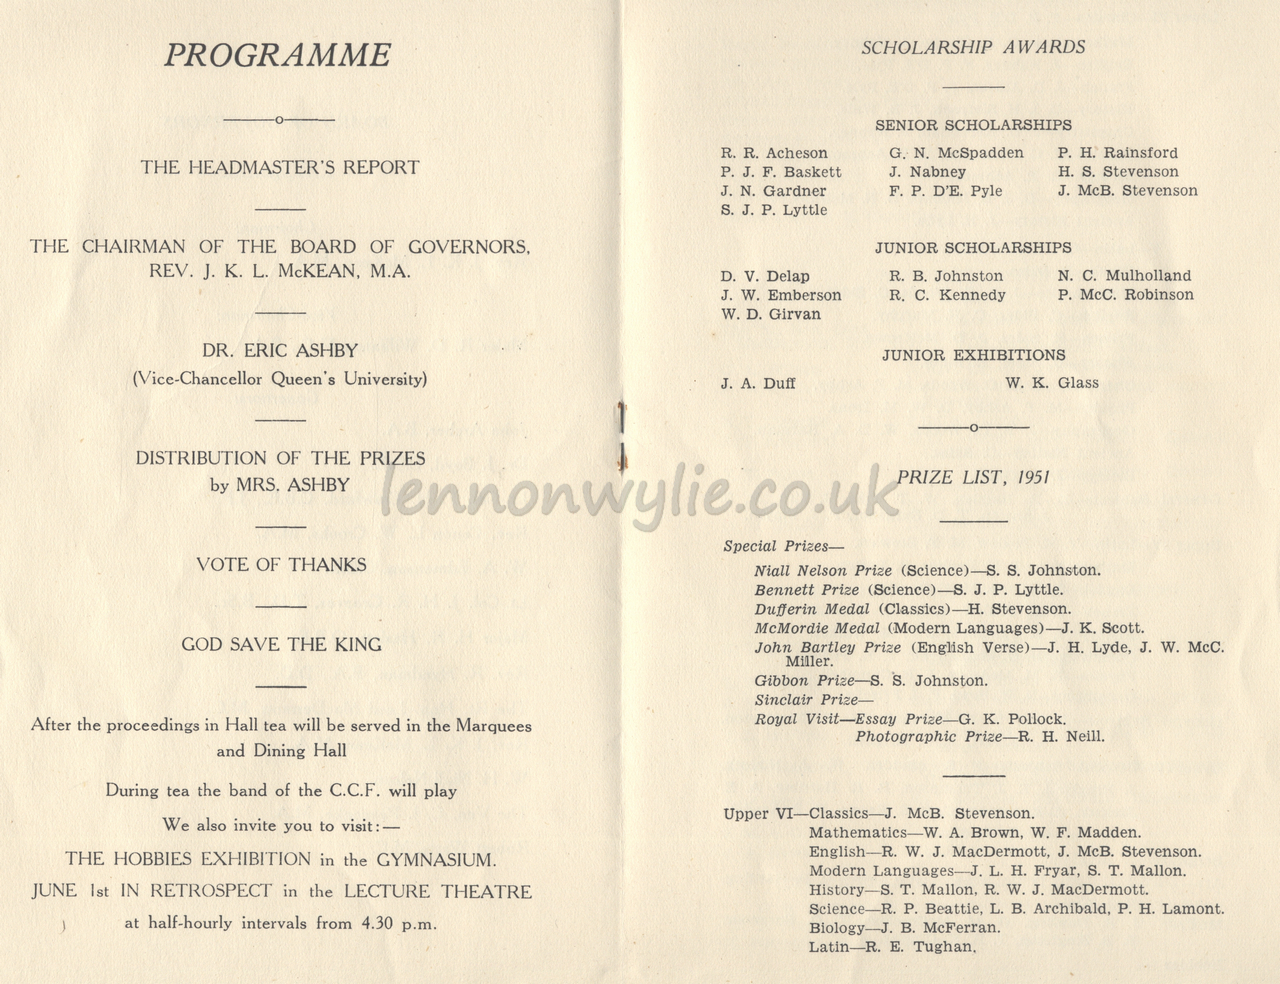 PROGRAMME
THE HEADMASTER'S REPORT
THE CHAIRMAN OF THE BOARD OF GOVERNORS,
REV. J. K. L. McKEAN, M.A.
DR. ERIC ASHBY
(Vice-Chancellor Queen's University)
DISTRIBUTION OF THE PRIZES
by MRS. ASHBY
VOTE OF THANKS
GOD SAVE THE KING
After the proceedings in Hall tea will be served in the Marquees
and Dining Hall
During tea the band of the C.C.F. will play
We also invite you to visit:—
THE HOBBIES EXHIBITION in the GYMNASIUM.
JUNE 1st IN RETROSPECT in the LECTURE THEATRE
at half-hourly intervals from 4.30 p.m.
lennonwylie.co.uk
SCHOLARSHIP AWARDS
SENIOR SCHOLARSHIPS
R. R. Acheson G. N. McSpadden P. H. Rainsford
P. J. F. Baskett J. Nabney H. S. Stevenson
J. N. Gardner F. P. D'E. Pyle J. McB. Stevenson
S. J. P. Lyttle
JUNIOR SCHOLARSHIPS
D. V. Delap R. B. Johnston N. C. Mulholland
J. W. Emberson R. C. Kennedy P. McC. Robinson
W. D. Girvan
JUNIOR EXHIBITIONS
J. A. Duff W. K. Glass
PRIZE LIST, 1951
Special Prizes—
Niall Nelson Prize (Science)—S. S. Johnston.
Bennett Prize (Science)—S. J. P. Lyttle.
Dufferin Medal (Classics)—H. Stevenson.
McMordie Medal (Modern Languages)—J. K. Scott.
John Bartley Prize (English Verse)—J. H. Lyde, J. W. McC.
Miller.
Gibbon Prize—S. S. Johnston.
Sinclair Prize—
Royal Visit—Essay Prize—G. K. Pollock.
Photographic Prize—R. H. Neill.
Upper VI—Classics—J. McB. Stevenson.
Mathematics—W. A. Brown, W. F. Madden.
English—R. W. J. MacDermott, J. McB. Stevenson.
Modern Languages—J. L. H. Fryar, S. T. Mallon.
History—S. T. Mallon, R. W. J. MacDermott.
Science—R. P. Beattie, L. B. Archibald, P. H. Lamont.
Biology—J. B. McFerran.
Latin—R. E. Tughan.